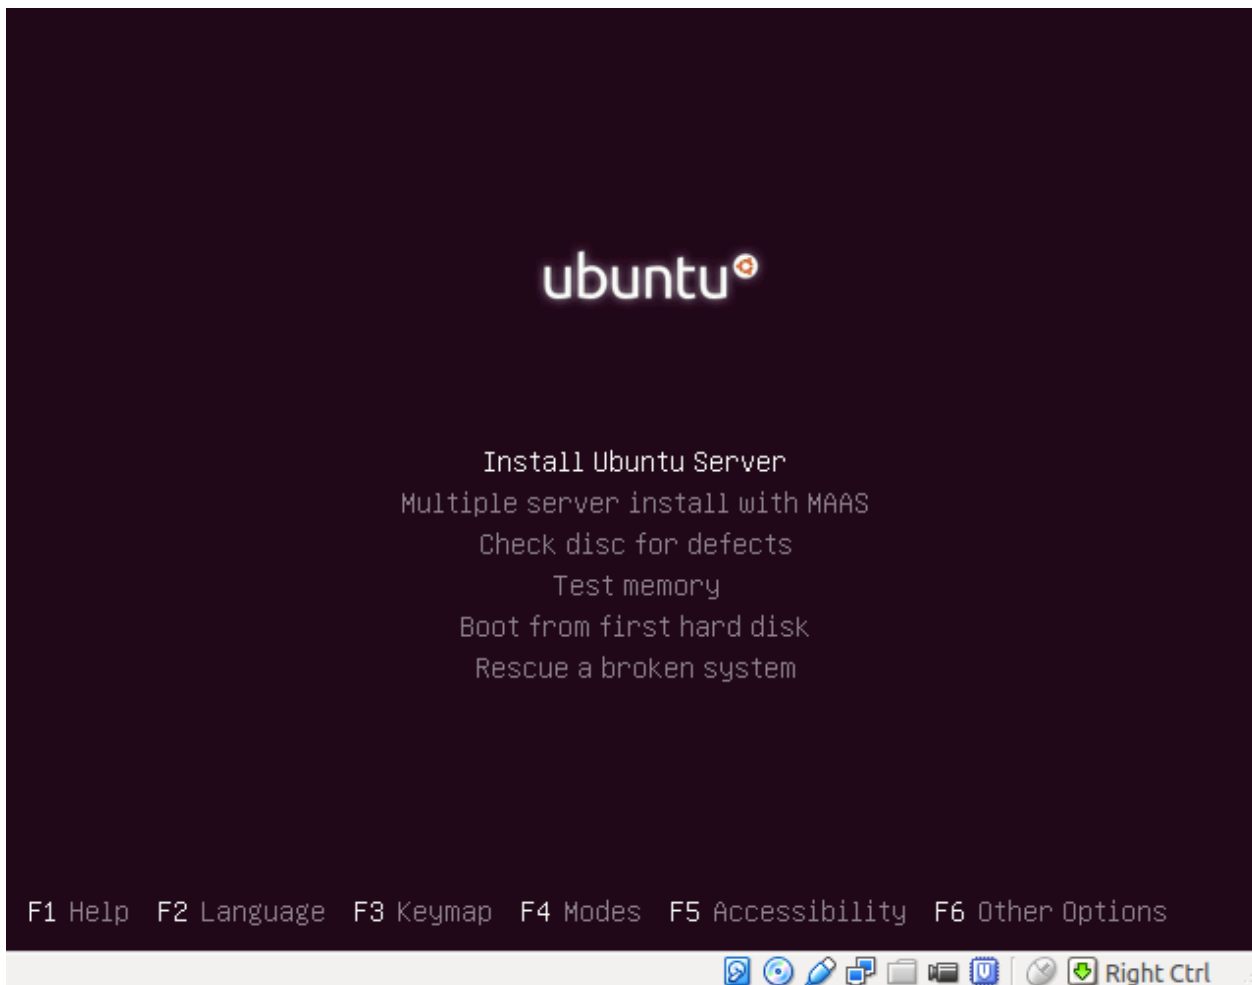 ubuntu
Install Ubuntu Server
Multiple server install with MAAS
Check disc for defects
Test memory
Boot from first hard disk
Rescue a broken system
F1 Help F2 Language F3 Keymap F4 Modes F5 Accessibility F6 Other Options
Right Ctrl